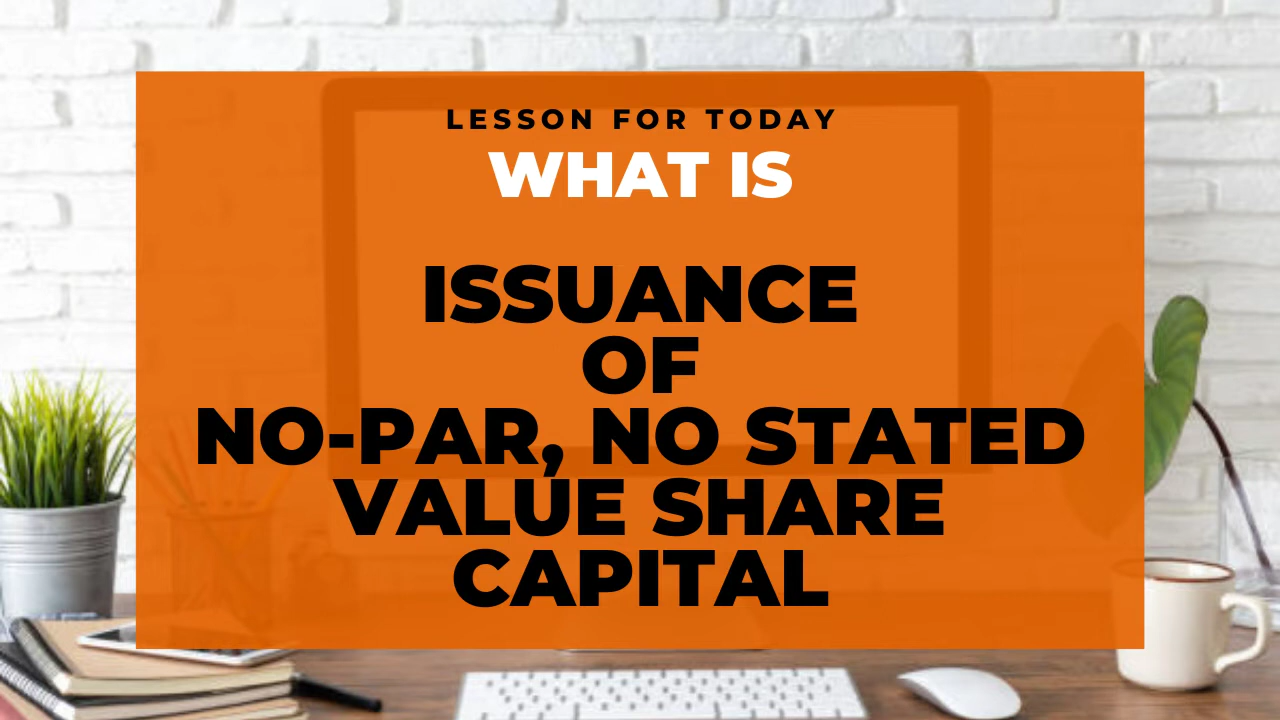 LESSON FOR TODAY
WHAT IS
ISSUANCE
OF
NO-PAR, NO STATED
VALUE SHARE
CAPITAL